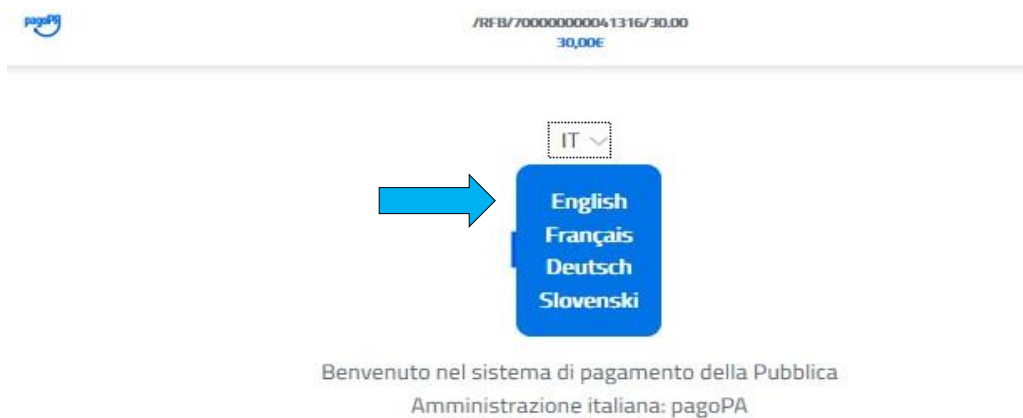 pagoPA
/RFB/700000000041316/30.00
30,00€
IT
English
Français
Deutsch
Slovenski
Benvenuto nel sistema di pagamento della Pubblica
Amministrazione italiana: pagoPA